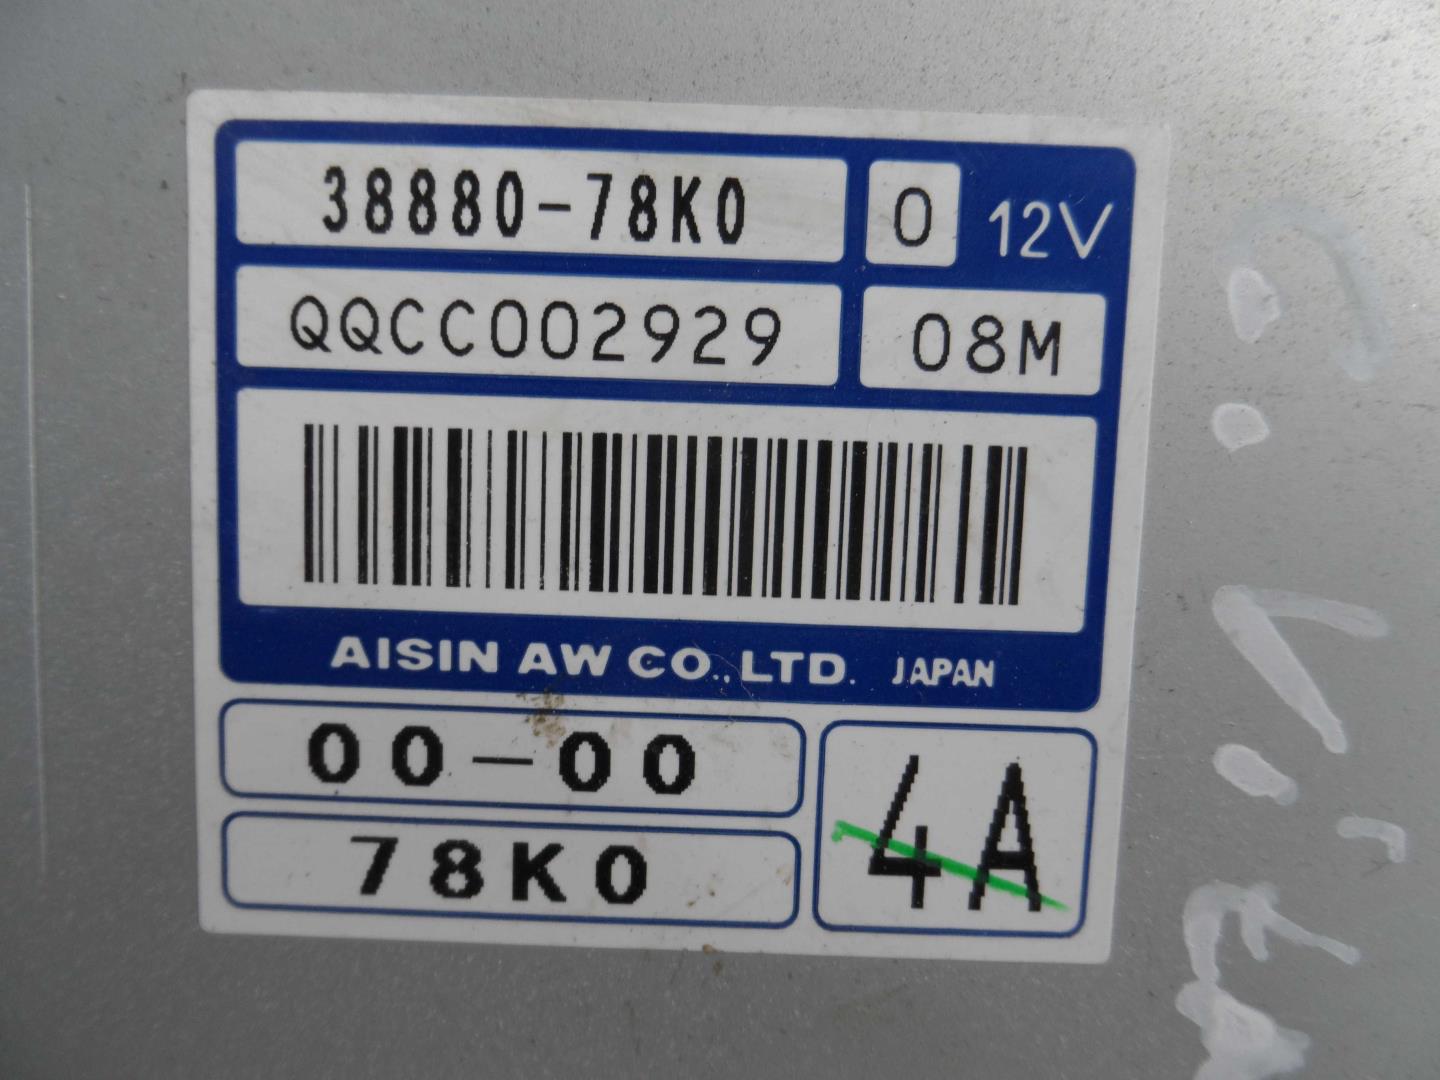 38880-78K0 0 12V
QQCC002929 08M
AISIN AW CO., LTD. JAPAN
00-00
78K0
4A